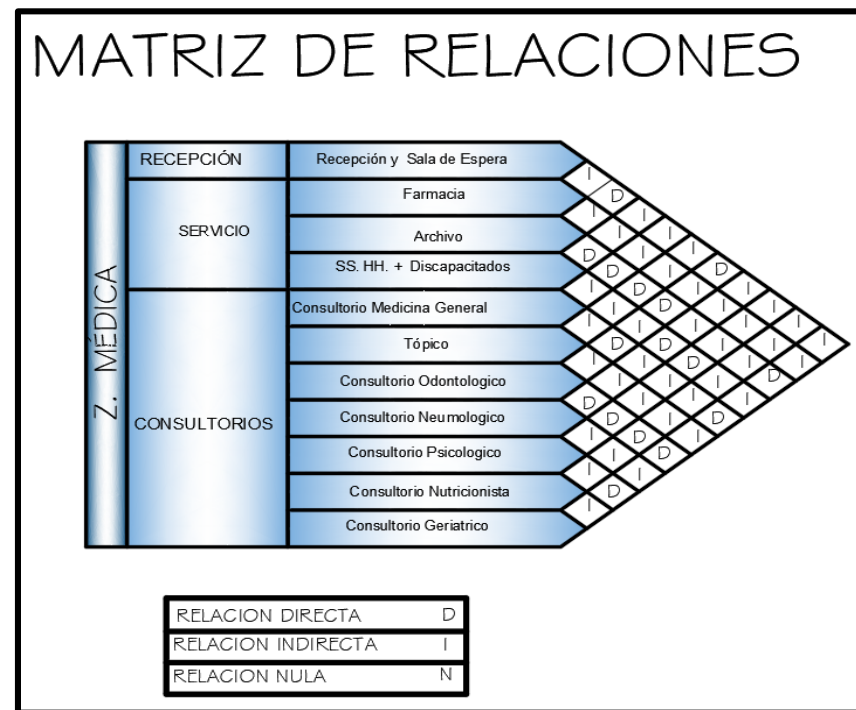 MATRIZ DE RELACIONES
Z. MÉDICA
RECEPCIÓN
Recepción y Sala de Espera
SERVICIO
Farmacia
Archivo
SS. HH. + Discapacitados
CONSULTORIOS
Consultorio Medicina General
Tópico
Consultorio Odontologico
Consultorio Neumologico
Consultorio Psicologico
Consultorio Nutricionista
Consultorio Geriatrico
I
D
I I
I I
D I I
D I D
I D I I
I D I I
I I I I I
D D I I I
I I D I I
I I I D
D I I I
D I D
I D I
I D
I I
D
I
RELACION DIRECTA D
RELACION INDIRECTA I
RELACION NULA N